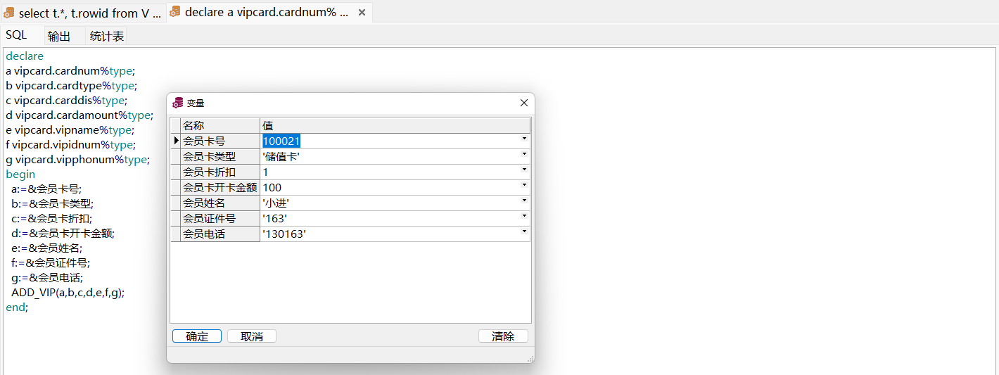 select t.*, t.rowid from V ...
declare a vipcard.cardnum% ...
SQL 输出 统计表
declare
a vipcard.cardnum%type;
b vipcard.cardtype%type;
c vipcard.carddis%type;
d vipcard.cardamount%type;
e vipcard.vipname%type;
f vipcard.vipidnum%type;
g vipcard.vipphonum%type;
begin
a:=&会员卡号;
b:=&会员卡类型;
c:=&会员卡折扣;
d:=&会员卡开卡金额;
e:=&会员姓名;
f:=&会员证件号;
g:=&会员电话;
ADD_VIP(a,b,c,d,e,f,g);
end;
变量
名称 值
会员卡号 100021
会员卡类型 '储值卡'
会员卡折扣 1
会员卡开卡金额 100
会员姓名 '小进'
会员证件号 '163'
会员电话 '130163'
确定 取消 清除